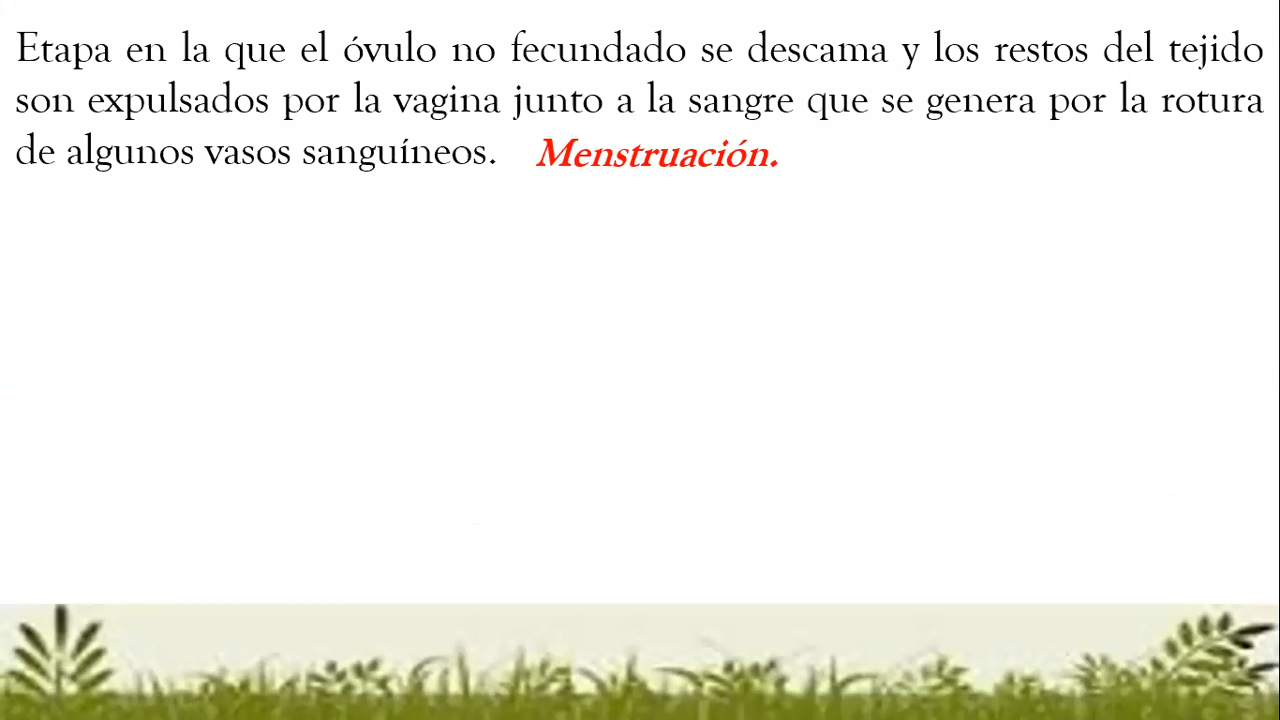 Etapa en la que el óvulo no fecundado se descama y los restos del tejido
son expulsados por la vagina junto a la sangre que se genera por la rotura
de algunos vasos sanguíneos. Menstruación.